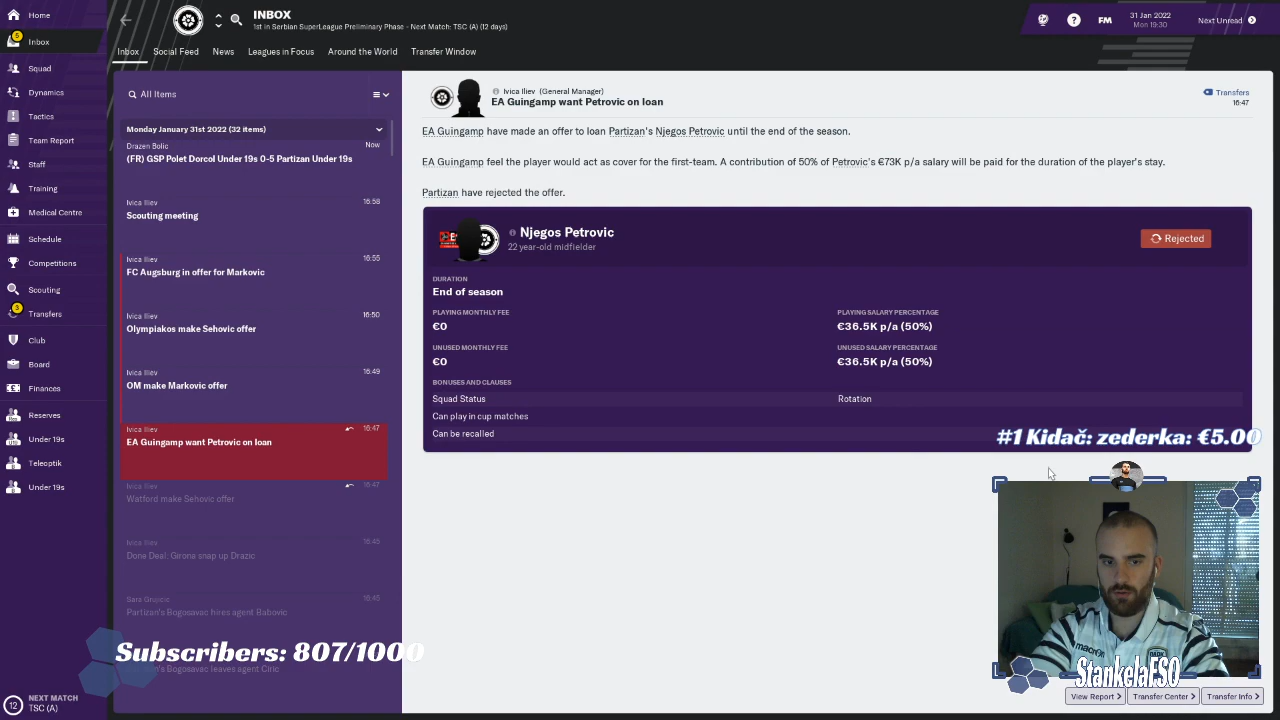 Home
INBOX
1st in Serbian SuperLeague Preliminary Phase - Next Match: TSC (A) (12 days)
FM
31 Jan 2022
Mon 19:30
Next Unread
5
Inbox
Inbox
Social Feed
News
Leagues in Focus
Around the World
Transfer Window
Squad
Dynamics
Tactics
Team Report
Staff
Training
Medical Centre
Schedule
Competitions
Scouting
3
Transfers
Club
Board
Finances
Reserves
Under 19s
Teleoptik
Under 19s
12
NEXT MATCH
TSC (A)
All Items
Monday January 31st 2022 (32 items)
Drazen Bolic
Now
(FR) GSP Polet Dorcol Under 19s 0-5 Partizan Under 19s
Ivica Iliev
16:58
Scouting meeting
Ivica Iliev
16:55
FC Augsburg in offer for Markovic
Ivica Iliev
16:50
Olympiakos make Sehovic offer
Ivica Iliev
16:49
OM make Markovic offer
Ivica Iliev
16:47
EA Guingamp want Petrovic on loan
Ivica Iliev
16:47
Watford make Sehovic offer
Ivica Iliev
16:45
Done Deal: Girona snap up Drazic
Sara Grujicic
16:45
Partizan's Bogosavac hires agent Babovic
's Bogosavac leaves agent Ciric
Subscribers: 807/1000
Ivica Iliev (General Manager)
EA Guingamp want Petrovic on loan
Transfers
16:47
EA Guingamp have made an offer to loan Partizan's Njegos Petrovic until the end of the season.
EA Guingamp feel the player would act as cover for the first-team. A contribution of 50% of Petrovic's €73K p/a salary will be paid for the duration of the player's stay.
Partizan have rejected the offer.
Njegos Petrovic
22 year-old midfielder
Rejected
DURATION
End of season
PLAYING MONTHLY FEE
€0
PLAYING SALARY PERCENTAGE
€36.5K p/a (50%)
UNUSED MONTHLY FEE
€0
UNUSED SALARY PERCENTAGE
€36.5K p/a (50%)
BONUSES AND CLAUSES
Squad Status
Rotation
Can play in cup matches
Can be recalled
#1 Kidač: zederka: €5.00
StankelaFSO
View Report
Transfer Center
Transfer Info